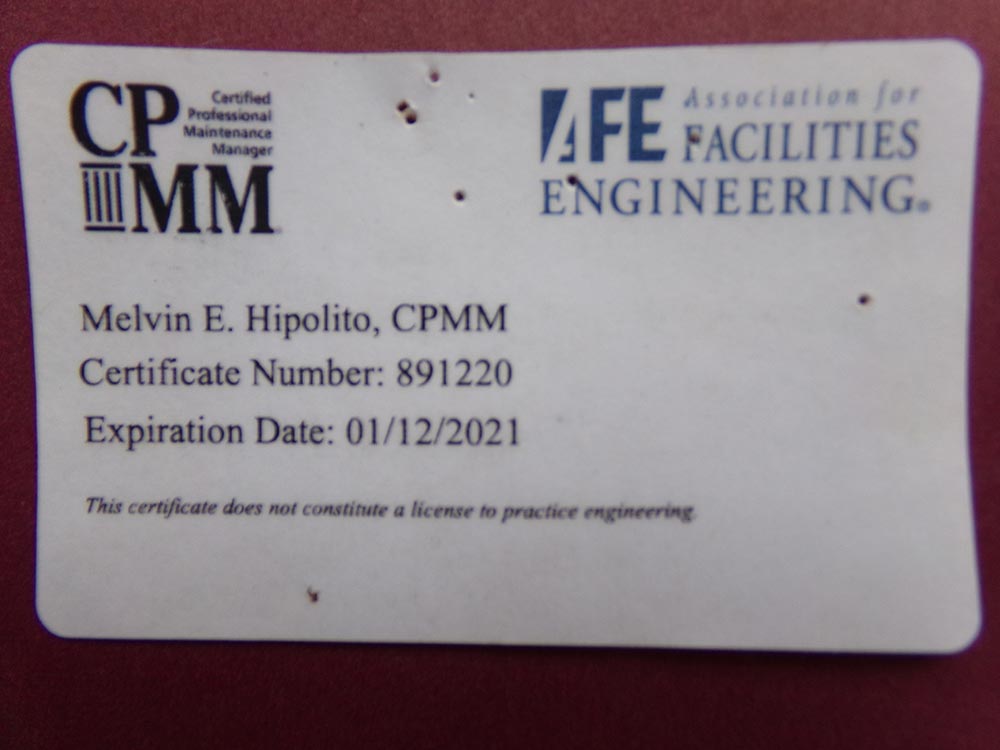 CP
Certified
Professional
Maintenance
Manager
MM
AFE
Association for
FACILITIES
ENGINEERING®
Melvin E. Hipolito, CPMM
Certificate Number: 891220
Expiration Date: 01/12/2021
This certificate does not constitute a license to practice engineering.